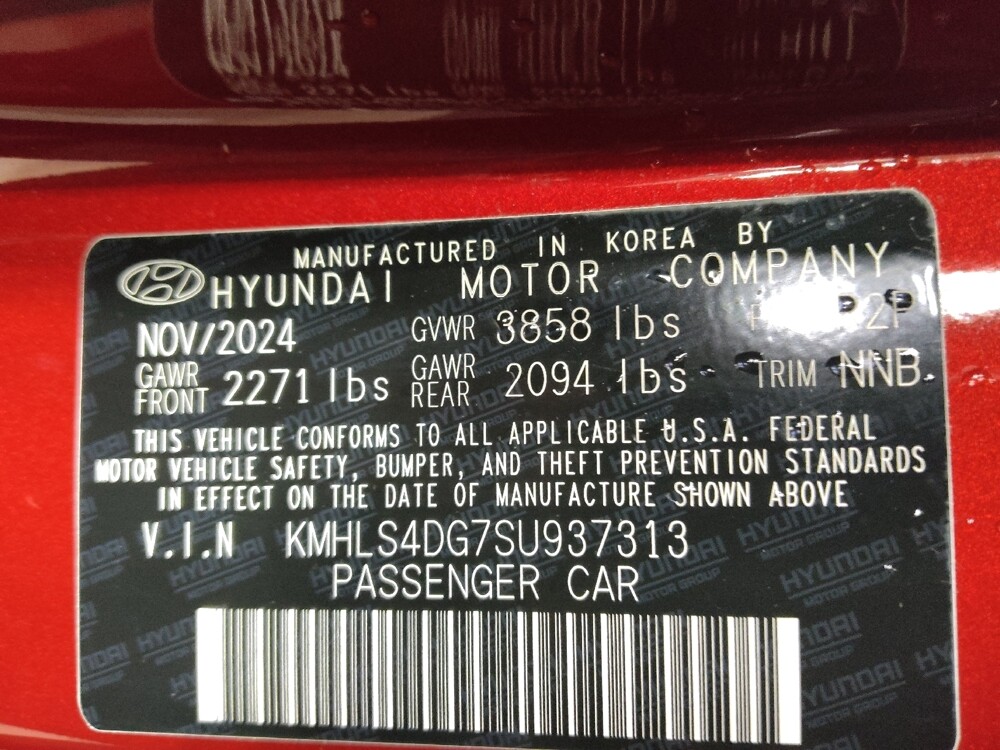 MANUFACTURED IN KOREA BY
HYUNDAI MOTOR COMPANY
NOV/2024 GVWR 3858 lbs R2P
GAWR FRONT 2271 lbs GAWR REAR 2094 lbs TRIM NNB
THIS VEHICLE CONFORMS TO ALL APPLICABLE U.S.A. FEDERAL
MOTOR VEHICLE SAFETY, BUMPER, AND THEFT PREVENTION STANDARDS
IN EFFECT ON THE DATE OF MANUFACTURE SHOWN ABOVE
V.I.N KMHLS4DG7SU937313
PASSENGER CAR